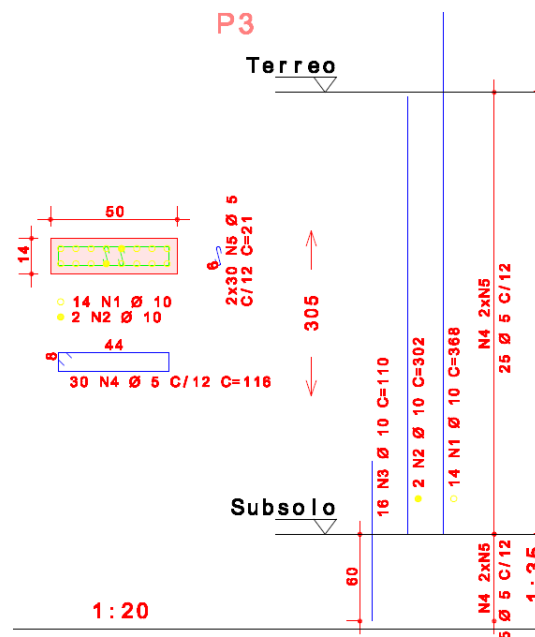 P3
Terreo
50
14
6
2x30 N5 Ø 5
C/12 C=21
14 N1 Ø 10
2 N2 Ø 10
44
8
30 N4 Ø 5 C/12 C=116
305
16 N3 Ø 10 C=110
2 N2 Ø 10 C=302
14 N1 Ø 10 C=368
N4 2xN5
25 Ø 5 C/12
Subsolo
60
N4 2xN5
5 Ø 5 C/12
1:20